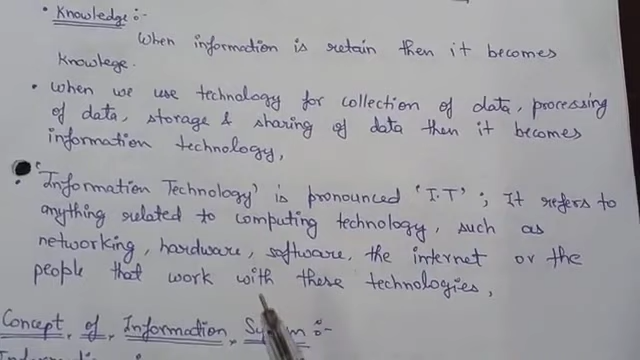 • Knowledge :-
When information is retain then it becomes
Knowlege.
• When we use technology for collection of data, processing
of data, storage & sharing of data then it becomes
information technology,
• 'Information Technology' is pronounced 'I.T' ; It refers to
anything related to computing technology, such as
networking, hardware, software, the internet or the
people that work with these technologies,
Concept of Information System :-